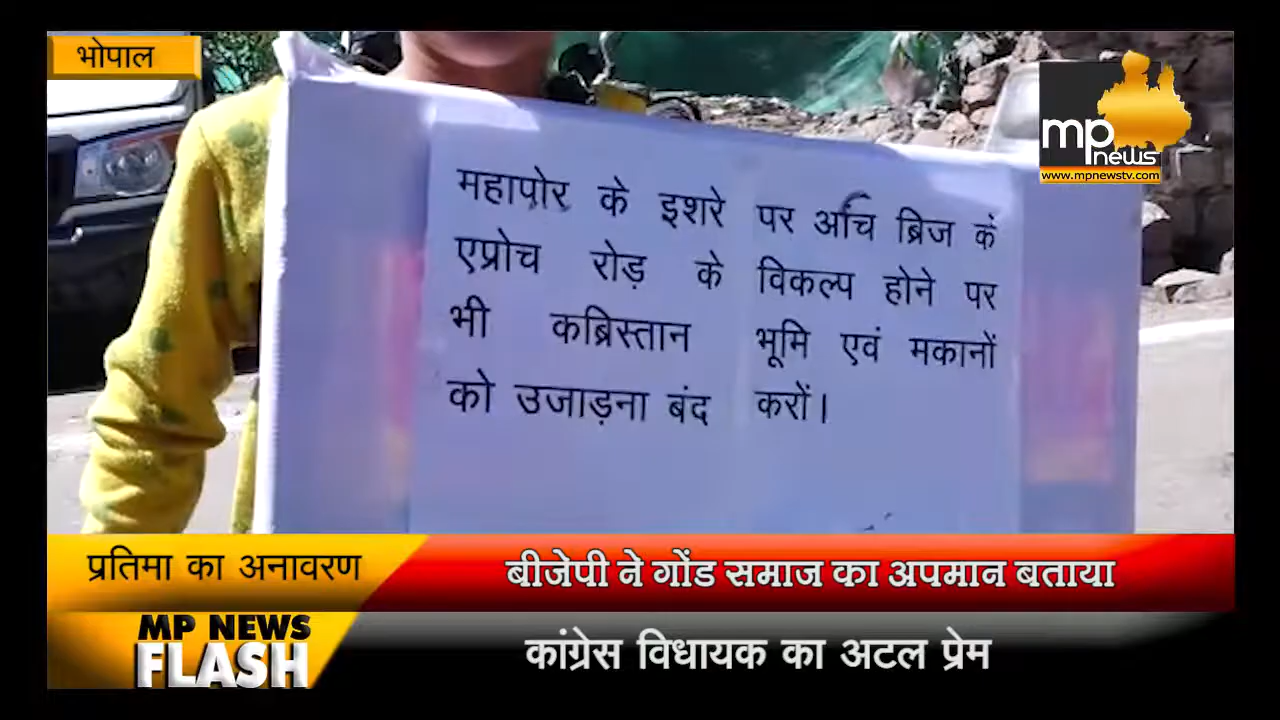 भोपाल
mp
news
www.mpnewstv.com
महापोर के इशरे पर अचि ब्रिज के
एप्रोच रोड़ के विकल्प होने पर
भी कब्रिस्तान भूमि एवं मकानों
को उजाड़ना बंद करों।
प्रतिमा का अनावरण
बीजेपी ने गोंड समाज का अपमान बताया
MP NEWS
FLASH
कांग्रेस विधायक का अटल प्रेम